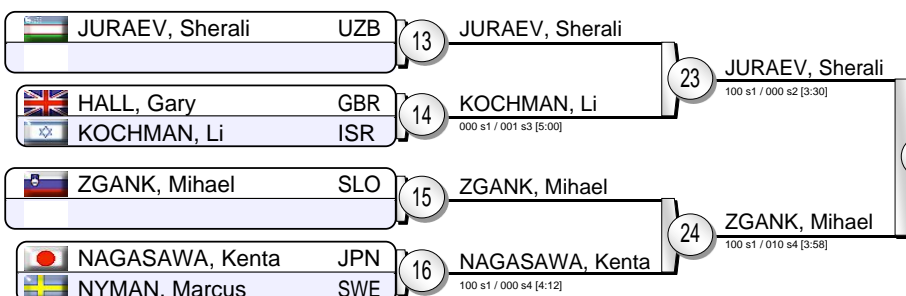 JURAEV, Sherali UZB
13
JURAEV, Sherali
23
JURAEV, Sherali
100 s1 / 000 s2 [3:30]
HALL, Gary GBR
KOCHMAN, Li ISR
14
KOCHMAN, Li
000 s1 / 001 s3 [5:00]
ZGANK, Mihael SLO
15
ZGANK, Mihael
24
ZGANK, Mihael
100 s1 / 010 s4 [3:58]
NAGASAWA, Kenta JPN
NYMAN, Marcus SWE
16
NAGASAWA, Kenta
100 s1 / 000 s4 [4:12]